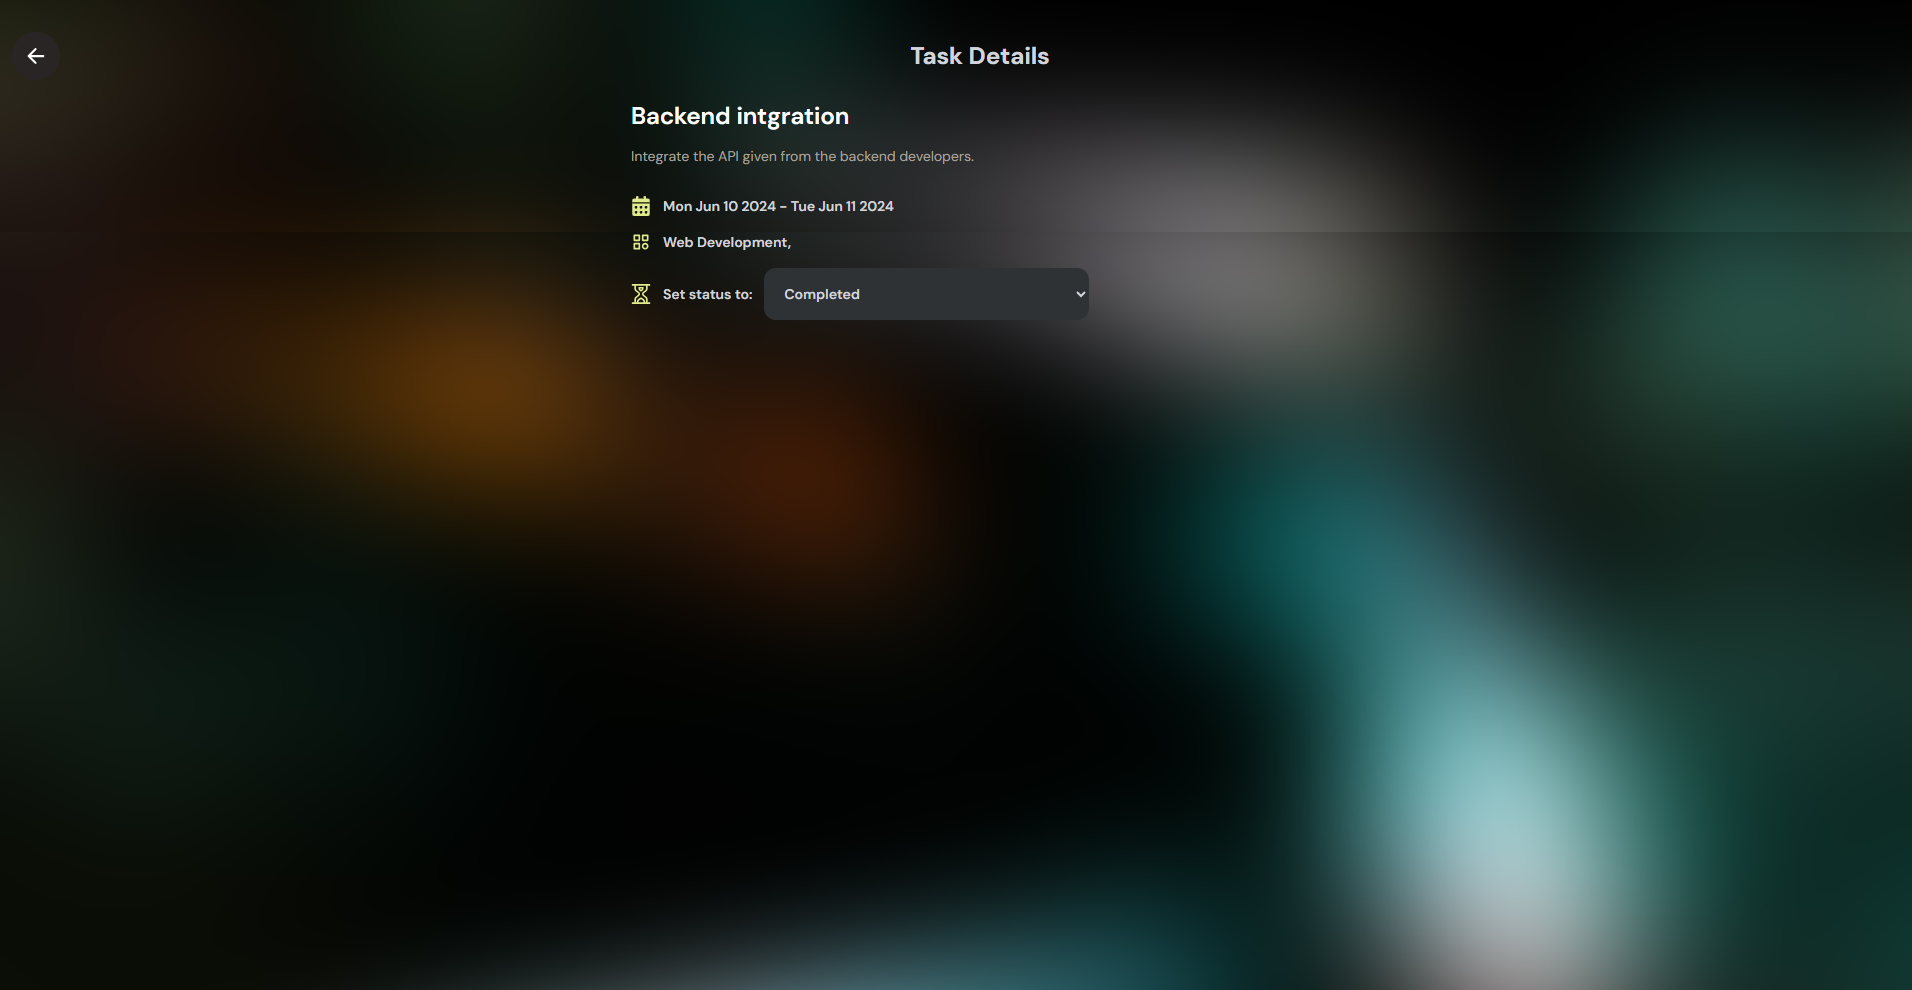 Task Details
Backend intgration
Integrate the API given from the backend developers.
Mon Jun 10 2024 - Tue Jun 11 2024
Web Development,
Set status to: Completed